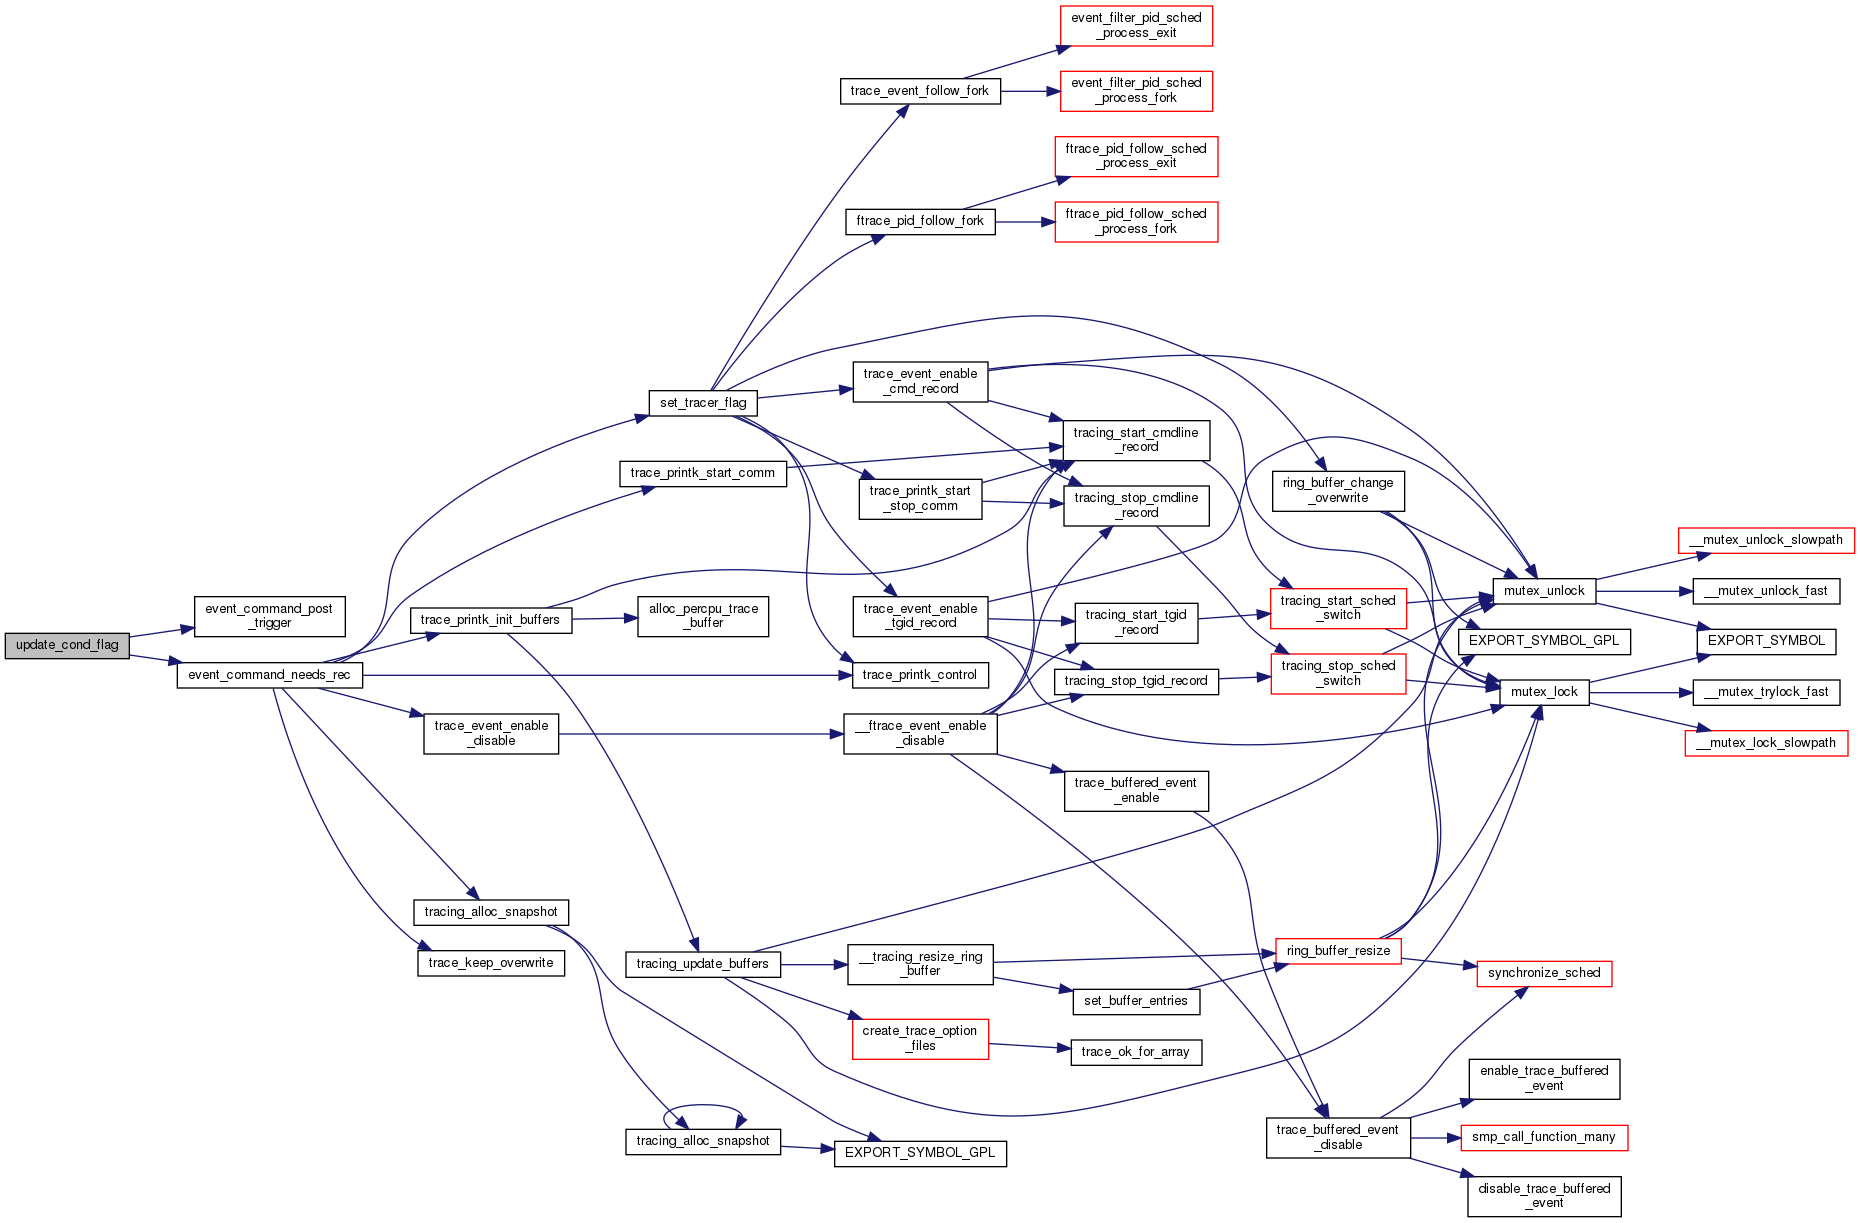 event_filter_pid_sched
_process_exit
trace_event_follow_fork
event_filter_pid_sched
_process_fork
ftrace_pid_follow_sched
_process_exit
ftrace_pid_follow_fork
ftrace_pid_follow_sched
_process_fork
set_tracer_flag
trace_event_enable
_cmd_record
tracing_start_cmdline
_record
trace_printk_start_comm
trace_printk_start
_stop_comm
tracing_stop_cmdline
_record
ring_buffer_change
_overwrite
__mutex_unlock_slowpath
mutex_unlock
__mutex_unlock_fast
event_command_post
_trigger
update_cond_flag
event_command_needs_rec
trace_printk_init_buffers
alloc_percpu_trace
_buffer
trace_event_enable
_tgid_record
tracing_start_tgid
_record
tracing_start_sched
_switch
EXPORT_SYMBOL_GPL
EXPORT_SYMBOL
trace_printk_control
tracing_stop_tgid_record
tracing_stop_sched
_switch
mutex_lock
__mutex_trylock_fast
__mutex_lock_slowpath
trace_event_enable
_disable
__ftrace_event_enable
_disable
trace_buffered_event
_enable
tracing_alloc_snapshot
trace_keep_overwrite
tracing_update_buffers
__tracing_resize_ring
_buffer
ring_buffer_resize
synchronize_sched
set_buffer_entries
create_trace_option
_files
trace_ok_for_array
enable_trace_buffered
_event
tracing_alloc_snapshot
EXPORT_SYMBOL_GPL
trace_buffered_event
_disable
smp_call_function_many
disable_trace_buffered
_event